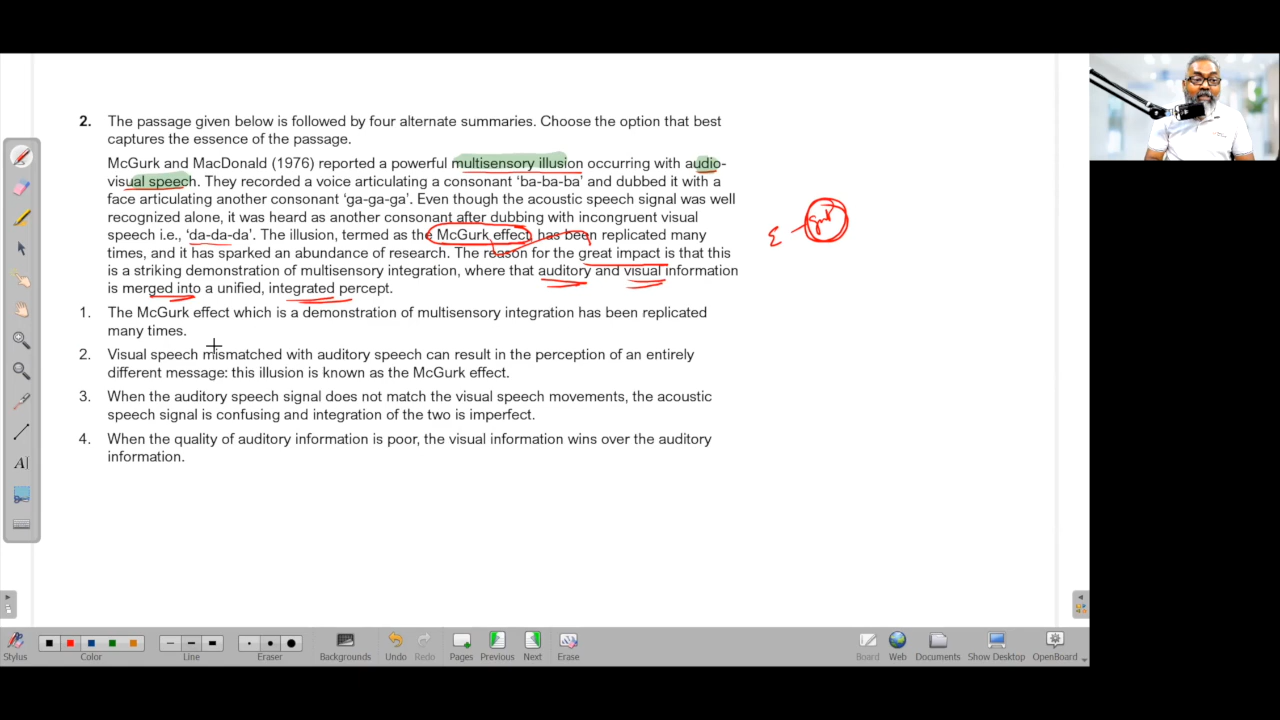 2. The passage given below is followed by four alternate summaries. Choose the option that best
captures the essence of the passage.
McGurk and MacDonald (1976) reported a powerful multisensory illusion occurring with audio-
visual speech. They recorded a voice articulating a consonant ‘ba-ba-ba’ and dubbed it with a
face articulating another consonant ‘ga-ga-ga’. Even though the acoustic speech signal was well
recognized alone, it was heard as another consonant after dubbing with incongruent visual
speech i.e., ‘da-da-da’. The illusion, termed as the McGurk effect, has been replicated many
times, and it has sparked an abundance of research. The reason for the great impact is that this
is a striking demonstration of multisensory integration, where that auditory and visual information
is merged into a unified, integrated percept.
1. The McGurk effect which is a demonstration of multisensory integration has been replicated
many times.
2. Visual speech mismatched with auditory speech can result in the perception of an entirely
different message: this illusion is known as the McGurk effect.
3. When the auditory speech signal does not match the visual speech movements, the acoustic
speech signal is confusing and integration of the two is imperfect.
4. When the quality of auditory information is poor, the visual information wins over the auditory
information.
Stylus Color Line Eraser Backgrounds Undo Redo Pages Previous Next Erase Board Web Documents Show Desktop OpenBoard